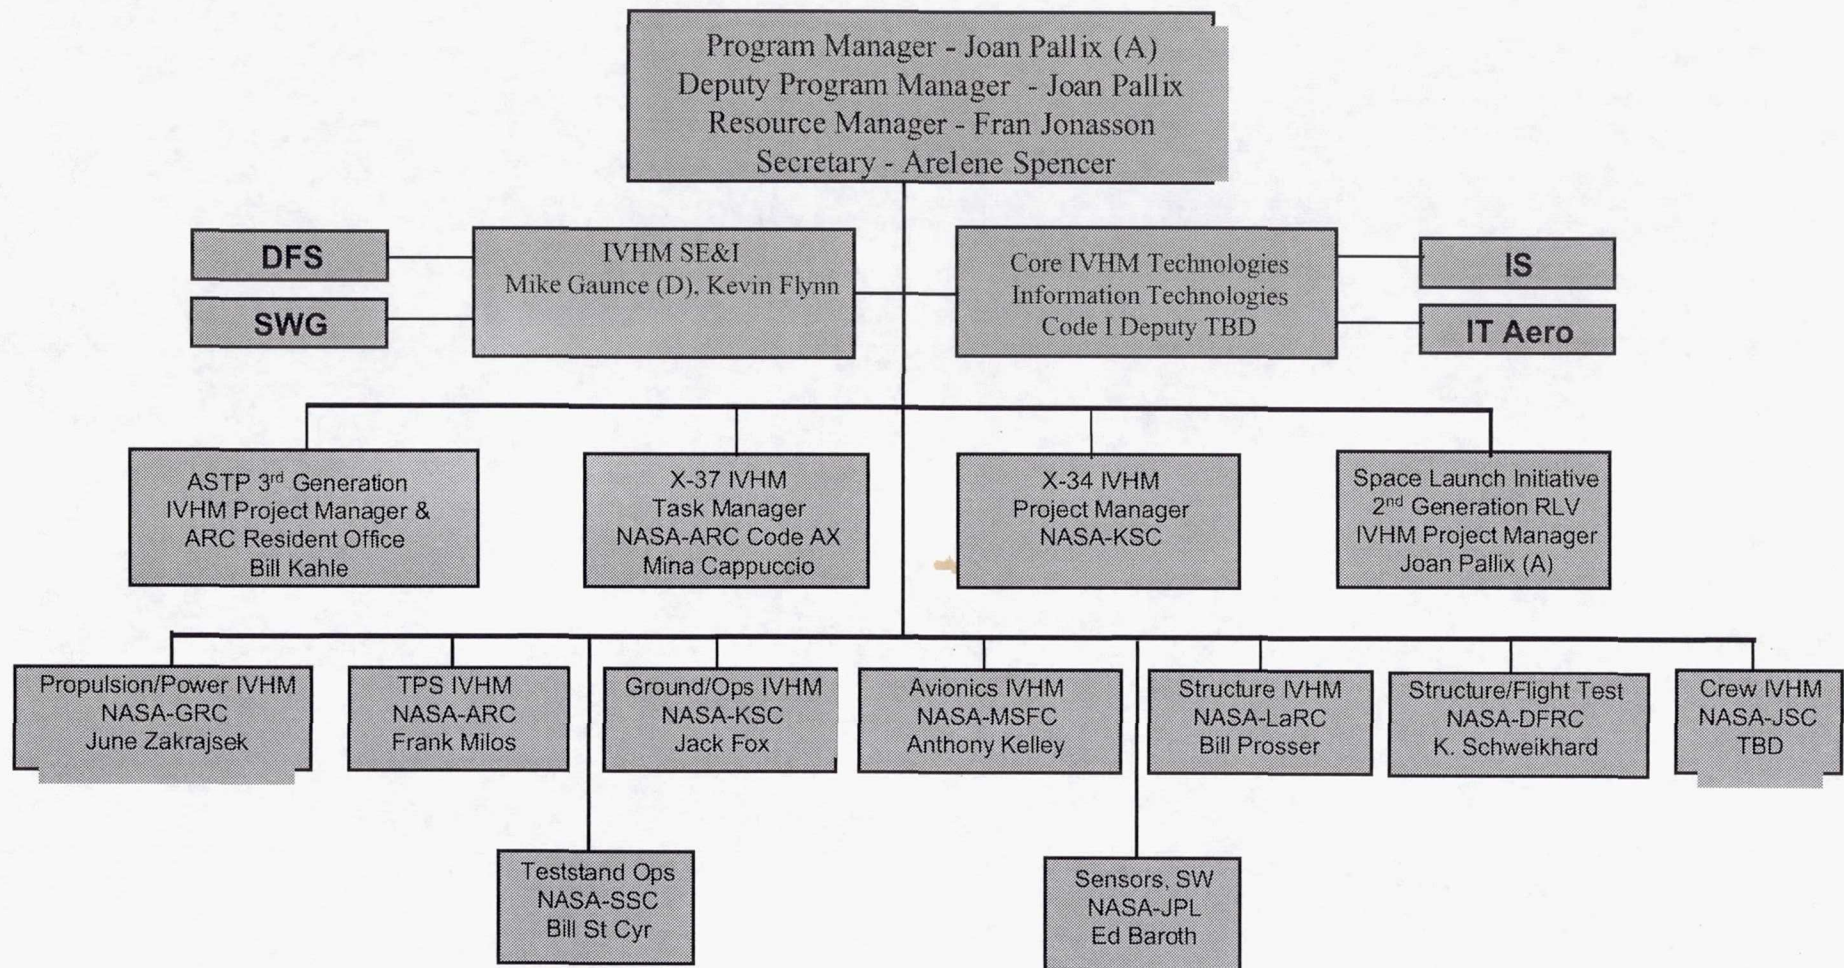 Program Manager - Joan Pallix (A)
Deputy Program Manager - Joan Pallix
Resource Manager - Fran Jonasson
Secretary - Arelene Spencer
DFS
SWG
IVHM SE&I
Mike Gaunce (D), Kevin Flynn
Core IVHM Technologies
Information Technologies
Code I Deputy TBD
IS
IT Aero
ASTP 3rd Generation
IVHM Project Manager &
ARC Resident Office
Bill Kahle
X-37 IVHM
Task Manager
NASA-ARC Code AX
Mina Cappuccio
X-34 IVHM
Project Manager
NASA-KSC
Space Launch Initiative
2nd Generation RLV
IVHM Project Manager
Joan Pallix (A)
Propulsion/Power IVHM
NASA-GRC
June Zakrajsek
TPS IVHM
NASA-ARC
Frank Milos
Ground/Ops IVHM
NASA-KSC
Jack Fox
Avionics IVHM
NASA-MSFC
Anthony Kelley
Structure IVHM
NASA-LaRC
Bill Prosser
Structure/Flight Test
NASA-DFRC
K. Schweikhard
Crew IVHM
NASA-JSC
TBD
Teststand Ops
NASA-SSC
Bill St Cyr
Sensors, SW
NASA-JPL
Ed Baroth